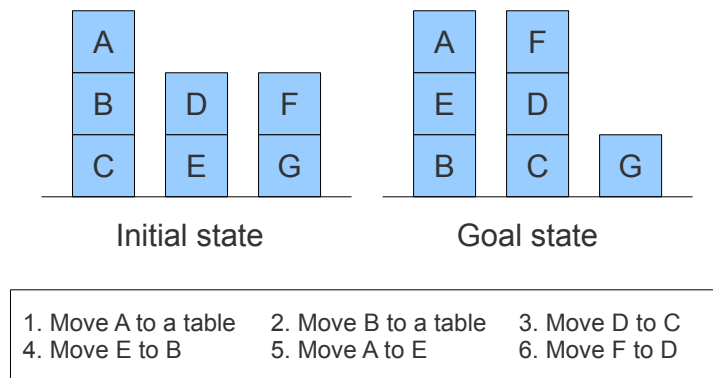 A A F
B D F E D
C E G B C G
Initial state Goal state
1. Move A to a table 2. Move B to a table 3. Move D to C
4. Move E to B 5. Move A to E 6. Move F to D